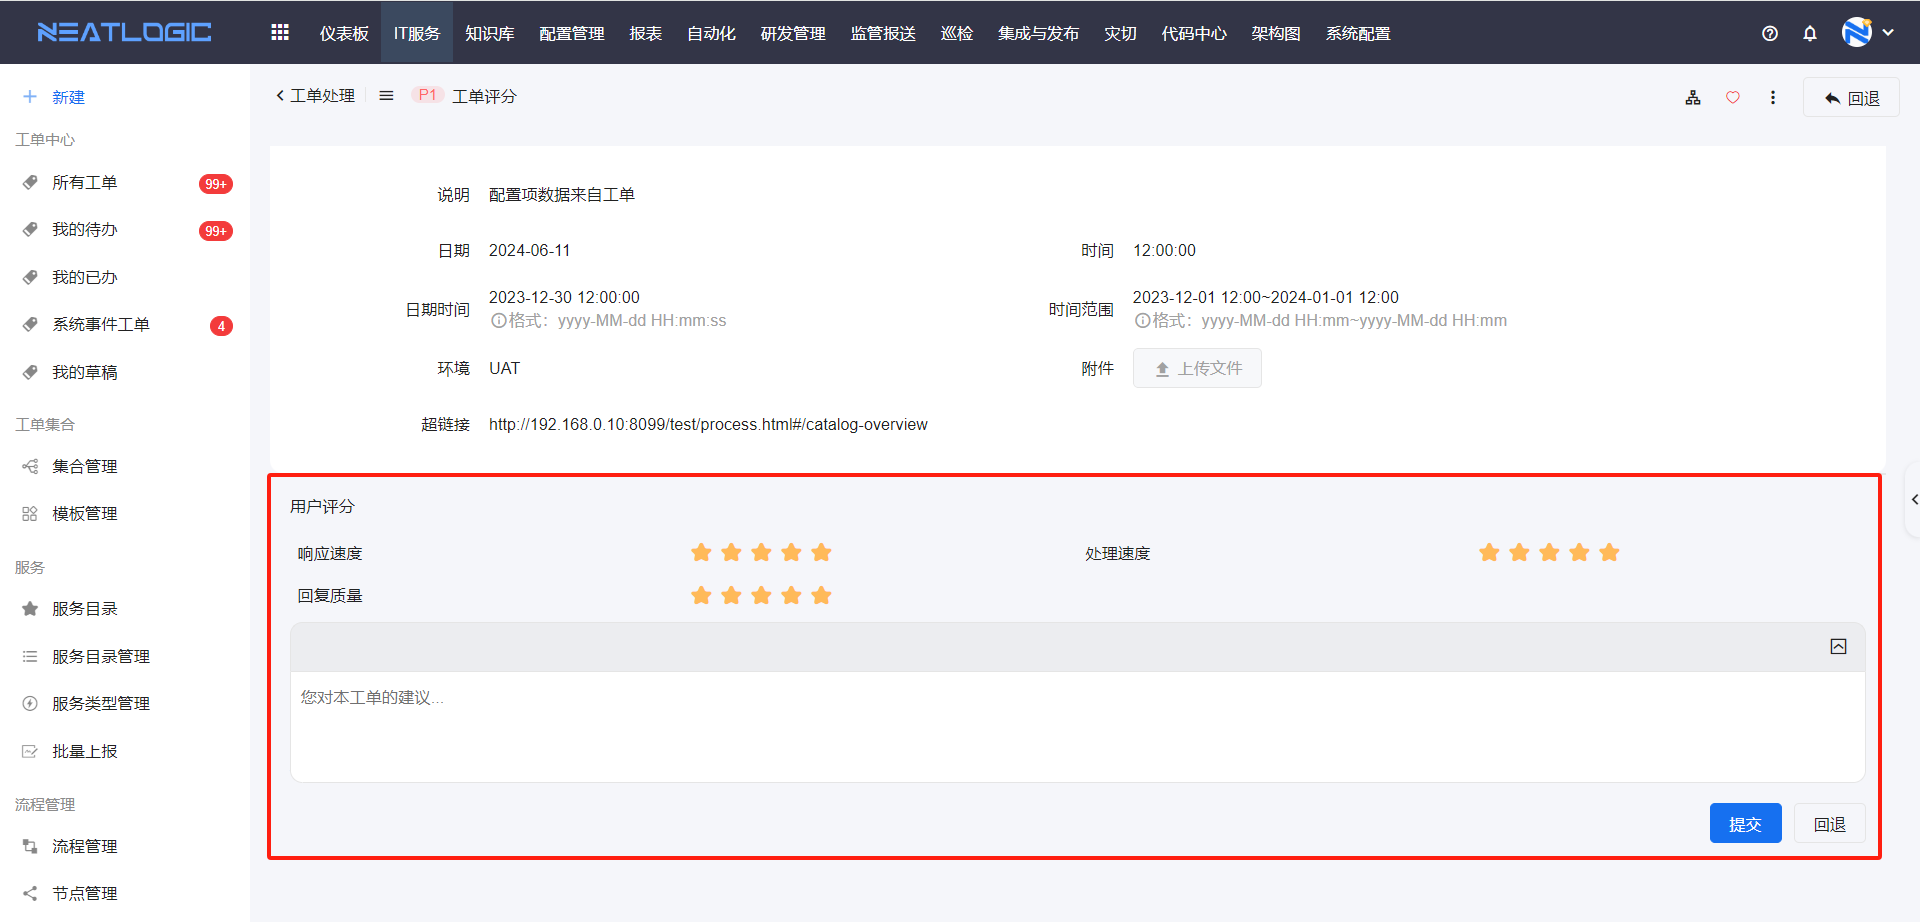 NEATLOGIC
仪表板 IT服务 知识库 配置管理 报表 自动化 研发管理 监管报送 巡检 集成与发布 灾切 代码中心 架构图 系统配置
新建
工单中心
所有工单 99+
我的待办 99+
我的已办
系统事件工单 4
我的草稿
工单集合
集合管理
模板管理
服务
服务目录
服务目录管理
服务类型管理
批量上报
流程管理
流程管理
节点管理
工单处理 P1 工单评分 回退
说明 配置项数据来自工单
日期 2024-06-11 时间 12:00:00
日期时间 2023-12-30 12:00:00
格式：yyyy-MM-dd HH:mm:ss
时间范围 2023-12-01 12:00~2024-01-01 12:00
格式：yyyy-MM-dd HH:mm~yyyy-MM-dd HH:mm
环境 UAT 附件 上传文件
超链接 http://192.168.0.10:8099/test/process.html#/catalog-overview
用户评分
响应速度 处理速度
回复质量
您对本工单的建议...
提交 回退